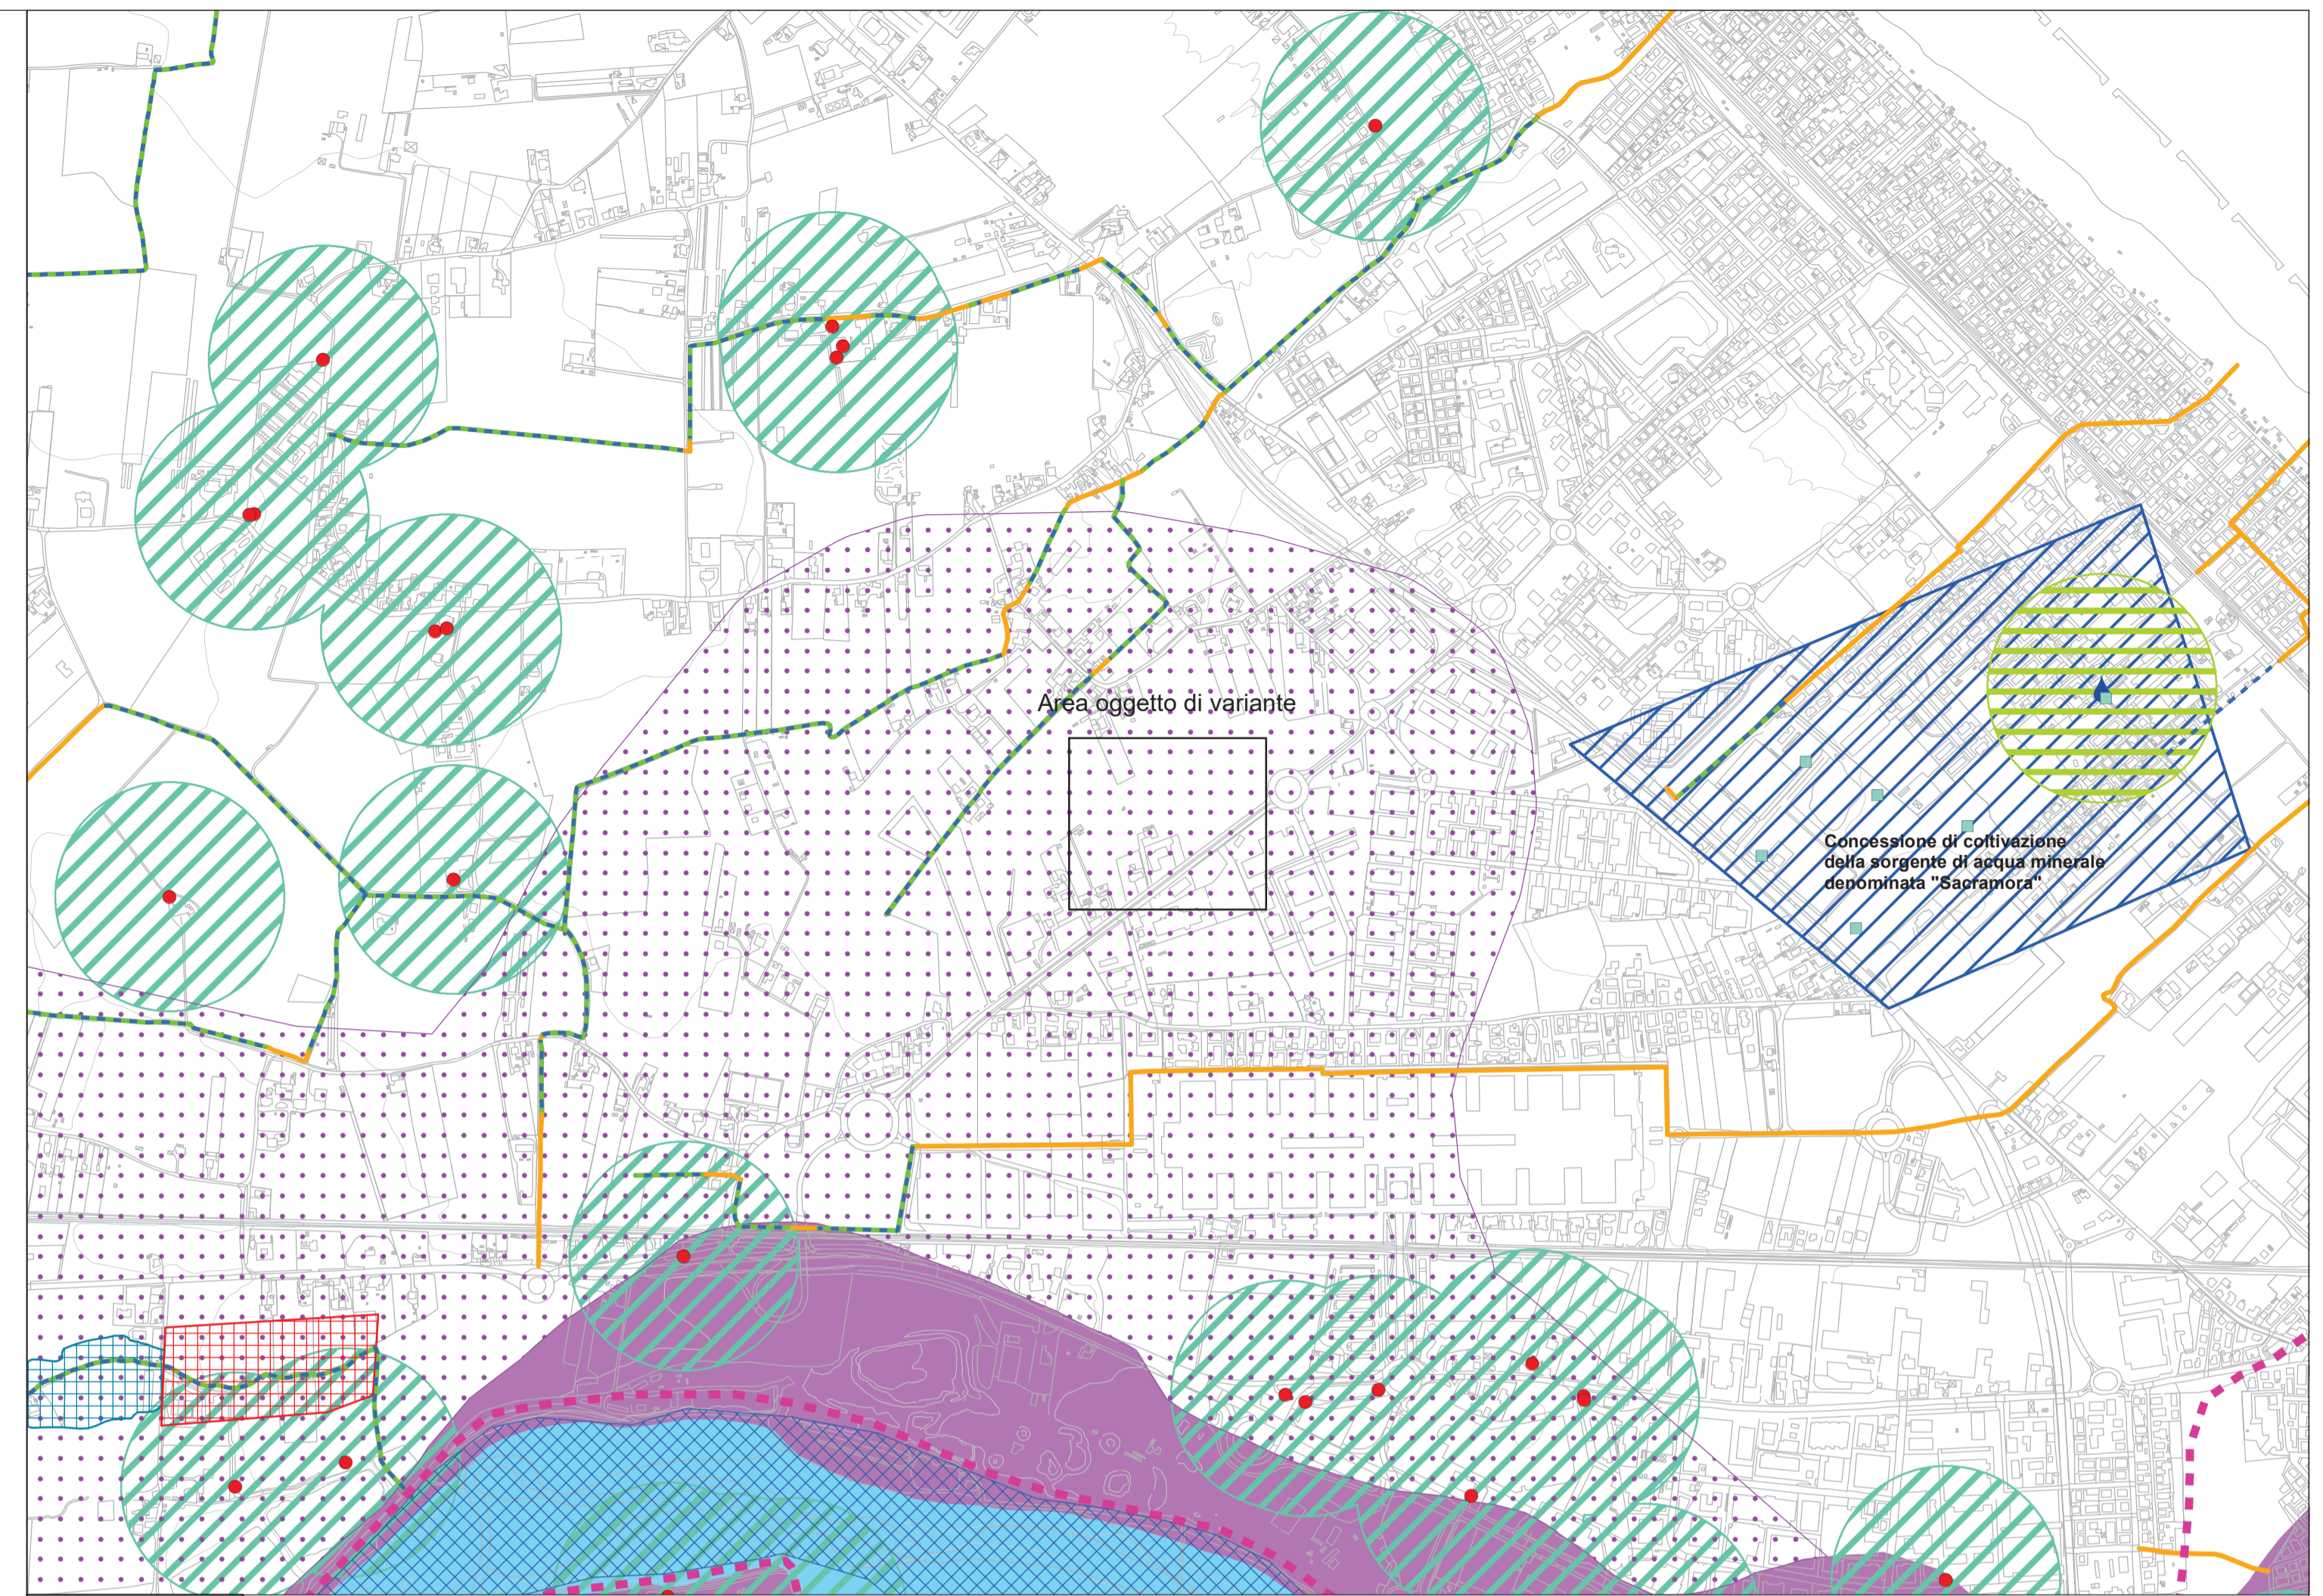 Area oggetto di variante
Concessione di coltivazione
della sorgente di acqua minerale
denominata "Sacramora"